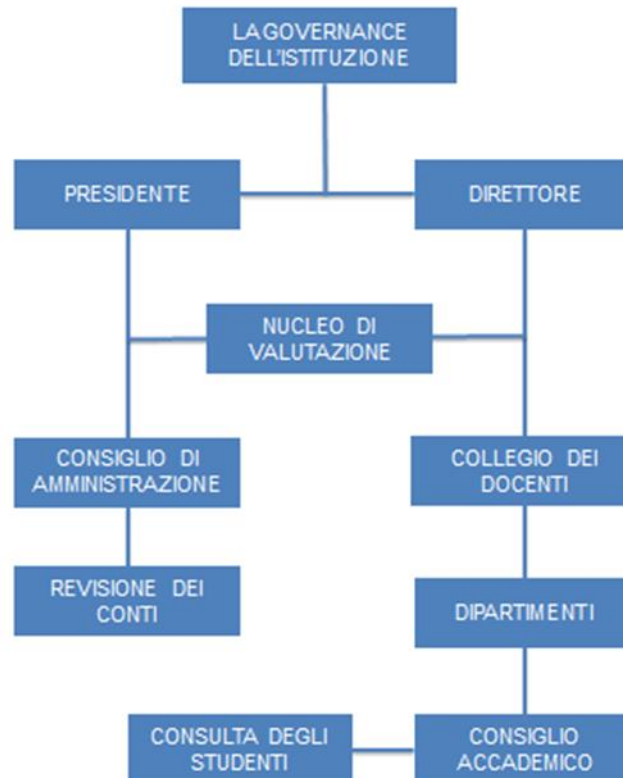 LA GOVERNANCE
DELL'ISTITUZIONE
PRESIDENTE
DIRETTORE
NUCLEO DI
VALUTAZIONE
CONSIGLIO DI
AMMINISTRAZIONE
COLLEGIO DEI
DOCENTI
REVISIONE DEI
CONTI
DIPARTIMENTI
CONSULTA DEGLI
STUDENTI
CONSIGLIO
ACCADEMICO